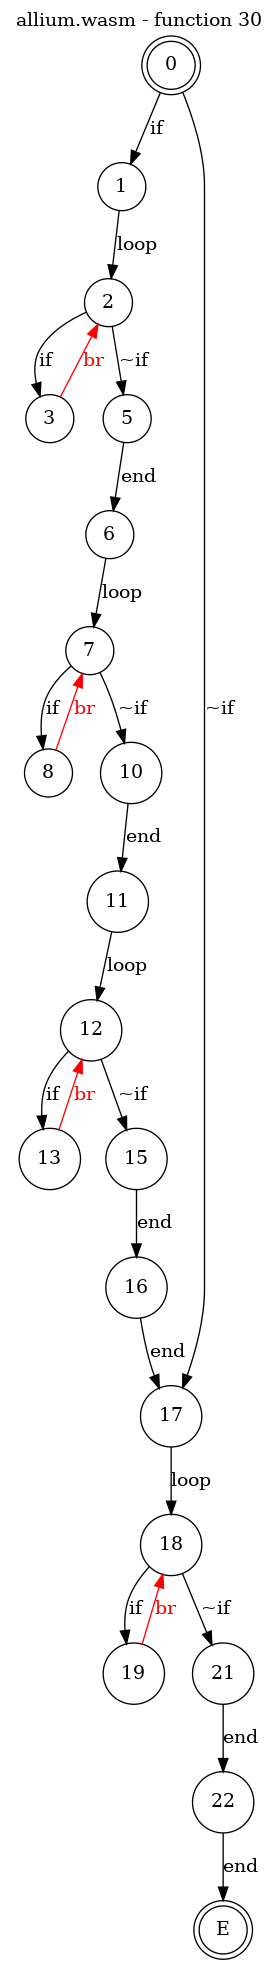 allium.wasm - function 30
0
if
1
loop
2
if
br
~if
3
5
end
6
loop
7
if
br
~if
8
10
end
11
loop
12
if
br
~if
~if
13
15
end
16
end
17
loop
18
if
br
~if
19
21
end
22
end
E